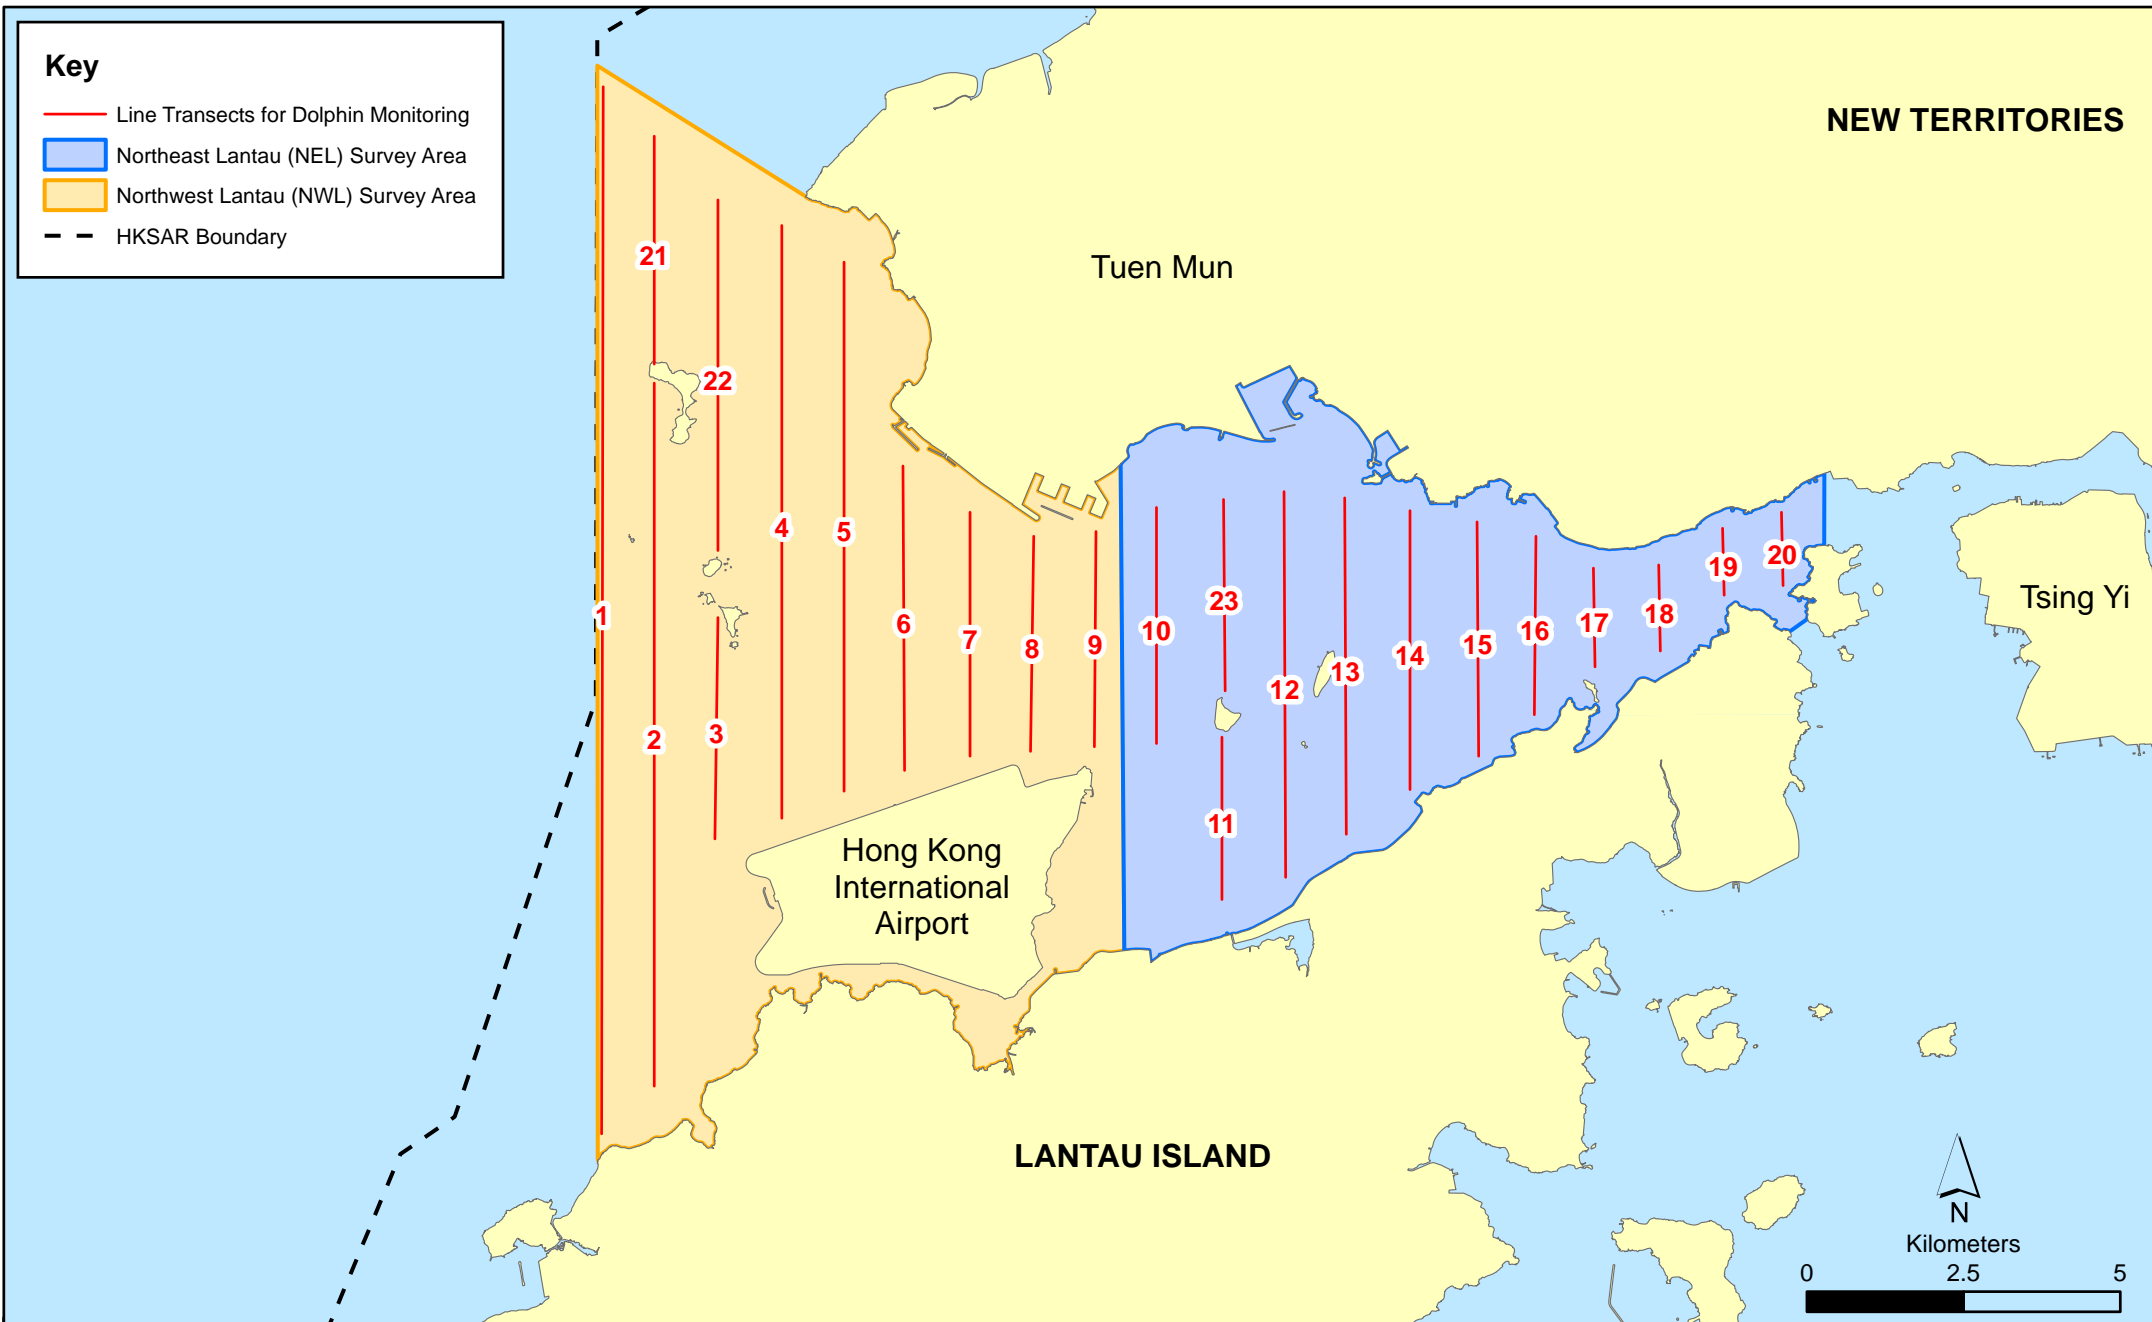 Key
Line Transects for Dolphin Monitoring
Northeast Lantau (NEL) Survey Area
Northwest Lantau (NWL) Survey Area
HKSAR Boundary
NEW TERRITORIES
Tuen Mun
21
22
4
5
1
6
7
8
9
10
23
2
3
12
13
14
15
16
17
18
19
20
11
Tsing Yi
Hong Kong
International
Airport
LANTAU ISLAND
N
Kilometers
0 2.5 5